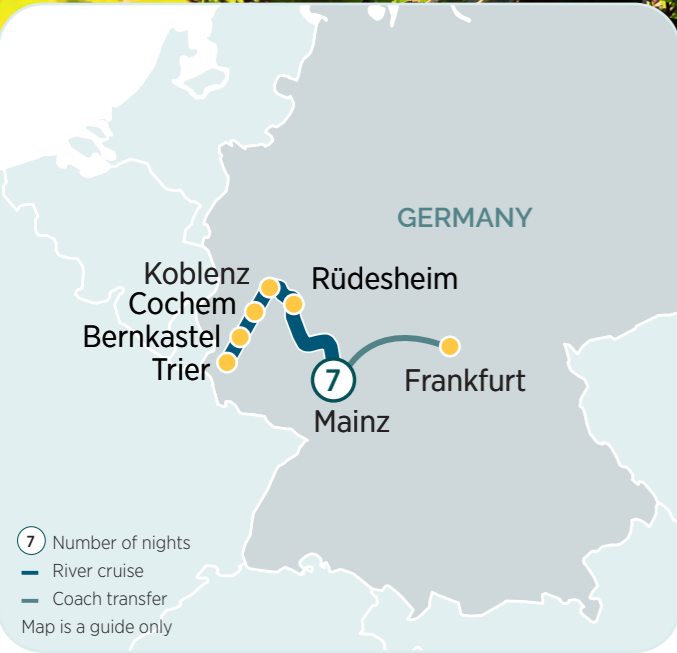 GERMANY
Koblenz
Rüdesheim
Cochem
Bernkastel
Trier
7
Frankfurt
Mainz
7 Number of nights
River cruise
Coach transfer
Map is a guide only